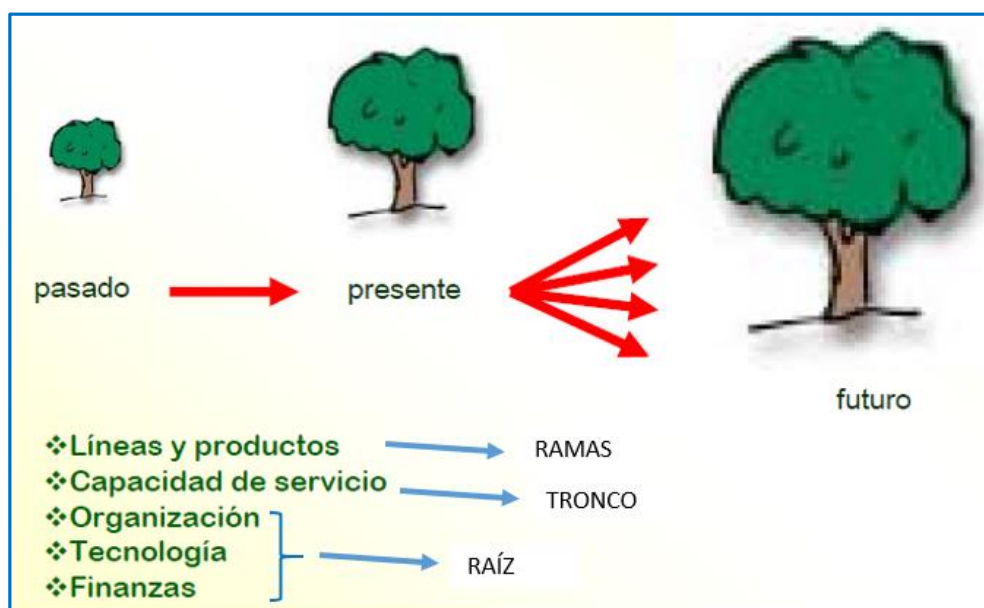 pasado
presente
futuro
❖Líneas y productos
RAMAS
❖Capacidad de servicio
TRONCO
❖Organización
❖Tecnología
RAÍZ
❖Finanzas